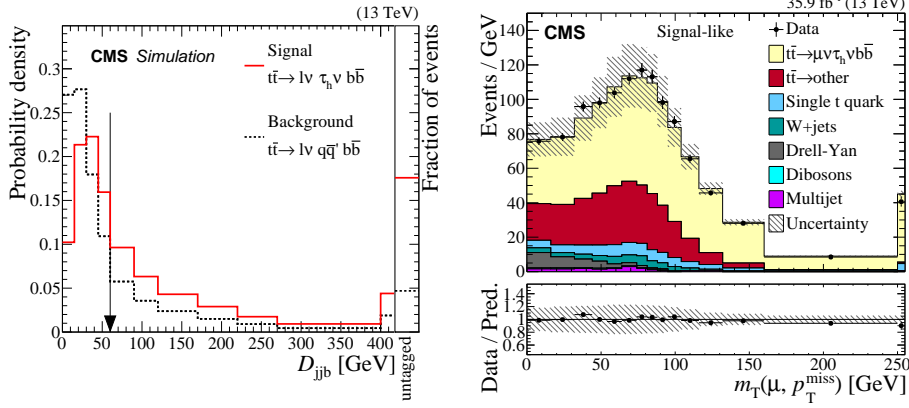 (13 TeV)
CMS Simulation
Signal
tt̄→ lν τ_hν bb̄
Background
tt̄→ lν qq̄' bb̄
Probability density
Fraction of events
0.3
0.25
0.2
0.15
0.1
0.05
0
0 50 100 150 200 250 300 350 400
untagged
D_jjb [GeV]
35.9 fb⁻¹ (13 TeV)
CMS
Signal-like
Data
tt̄→μντ_hνbb̄
tt̄→other
Single t quark
W+jets
Drell-Yan
Dibosons
Multijet
Uncertainty
Events / GeV
140
120
100
80
60
40
20
0
Data / Pred.
1.4
1.2
1.0
0.8
0.6
0 50 100 150 200 250
m_T(μ, p_T^miss) [GeV]